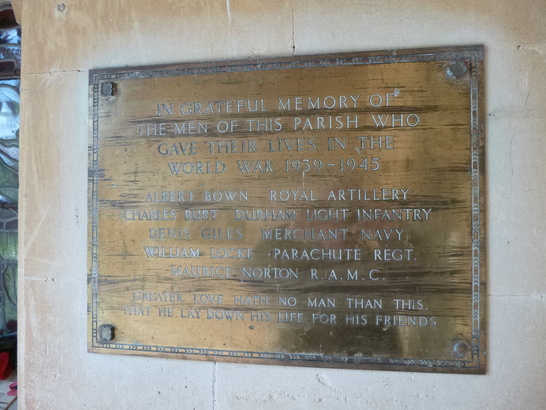 IN GRATEFUL MEMORY OF
THE MEN OF THIS PARISH WHO
GAVE THEIR LIVES IN THE
WORLD WAR 1939-1945
ALBERT BOWN ROYAL ARTILLERY
CHARLES BURT DURHAM LIGHT INFANTRY
DENIS GILES MERCHANT NAVY
WILLIAM LOCKE PARACHUTE REGT.
MAURICE NORTON R.A.M.C.
GREATER LOVE HATH NO MAN THAN THIS,
THAT HE LAY DOWN HIS LIFE FOR HIS FRIENDS